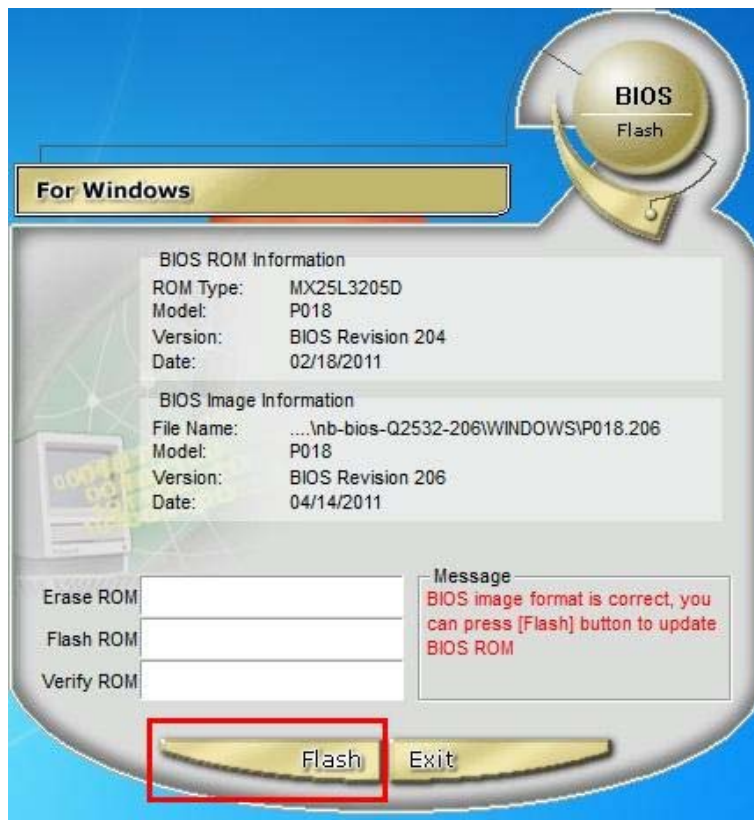 BIOS
Flash
For Windows
BIOS ROM Information
ROM Type: MX25L3205D
Model: P018
Version: BIOS Revision 204
Date: 02/18/2011
BIOS Image Information
File Name: ....\nb-bios-Q2532-206\WINDOWS\P018.206
Model: P018
Version: BIOS Revision 206
Date: 04/14/2011
Erase ROM
Flash ROM
Verify ROM
Message
BIOS image format is correct, you
can press [Flash] button to update
BIOS ROM
Flash
Exit